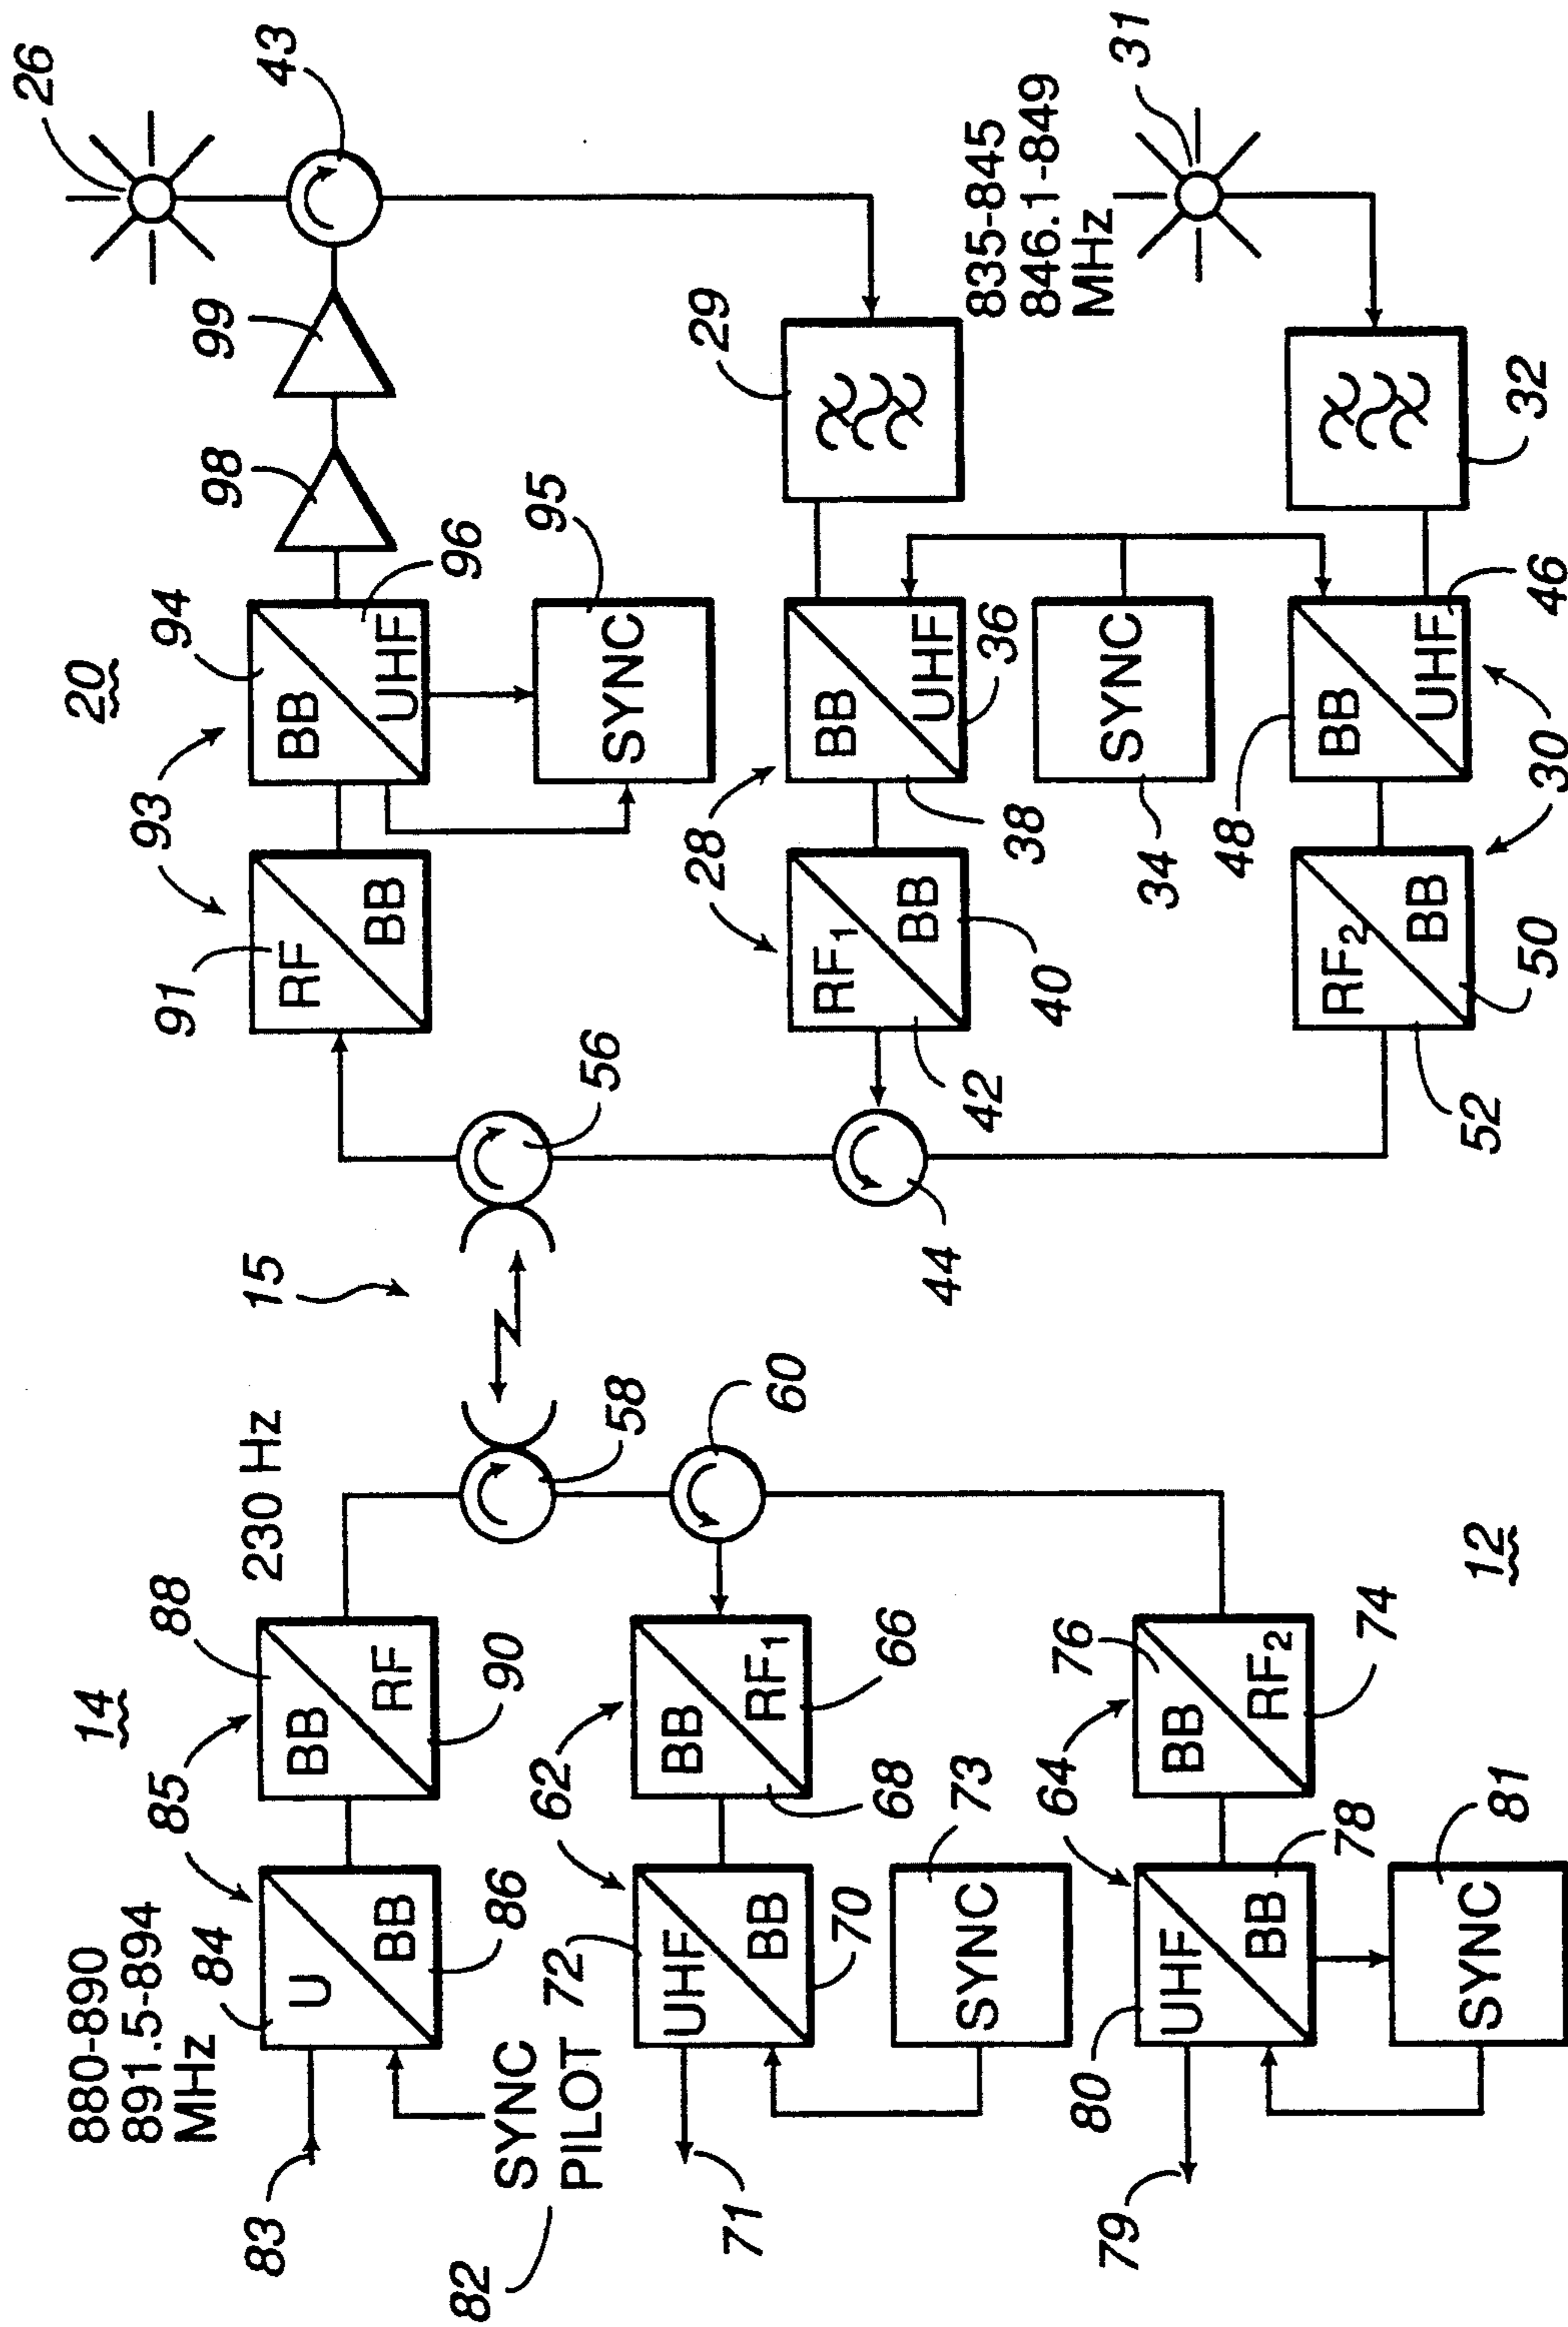 880-890
891.5-894
MHz
14
230 Hz
15
20
26
83
84
U
BB
86
85
88
BB
RF
90
82
SYNC
PILOT
58
56
91
RF
BB
93
94
BB
UHF
96
SYNC
95
98
99
43
71
72
UHF
BB
70
62
BB
RF1
66
68
60
44
RF1
BB
42
40
28
BB
UHF
38
36
29
73
SYNC
34
SYNC
835-845
846.1-849
MHz
31
79
80
UHF
BB
78
64
76
BB
RF2
74
81
SYNC
12
52
RF2
BB
50
30
48
BB
UHF
46
32